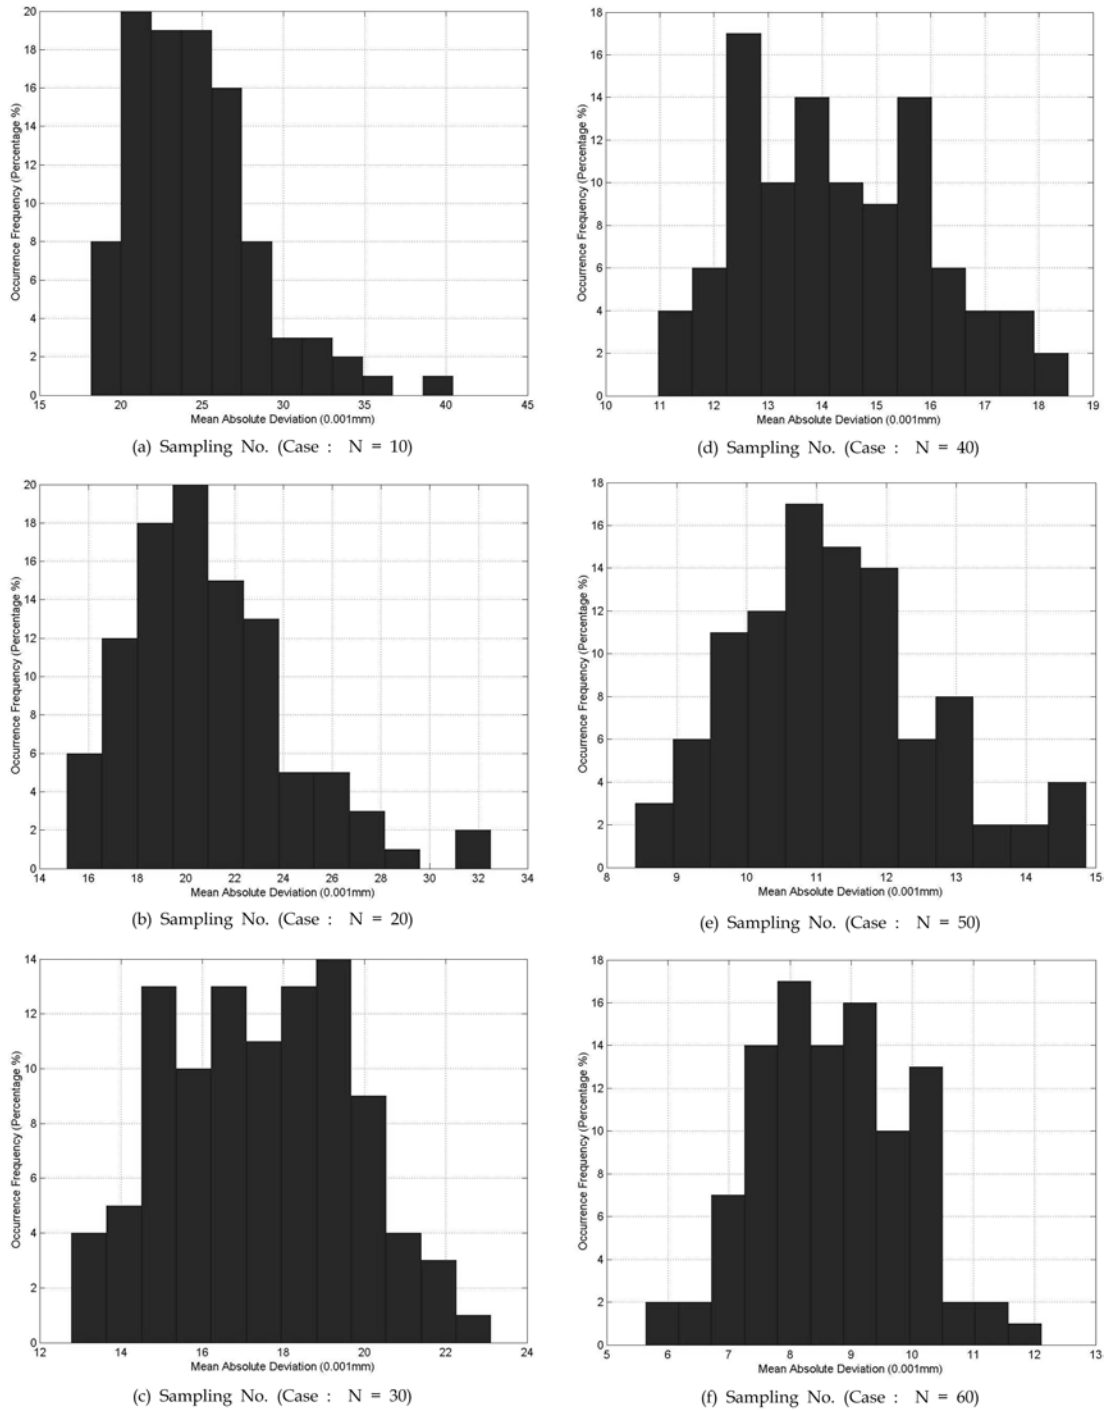 20
18
16
14
12
10
8
6
4
2
0
Occurrence Frequency (Percentage %)
15 20 25 30 35 40 45
Mean Absolute Deviation (0.001mm)
(a) Sampling No. (Case : N = 10)
20
18
16
14
12
10
8
6
4
2
0
Occurrence Frequency (Percentage %)
14 16 18 20 22 24 26 28 30 32 34
Mean Absolute Deviation (0.001mm)
(b) Sampling No. (Case : N = 20)
14
12
10
8
6
4
2
0
Occurrence Frequency (Percentage %)
12 14 16 18 20 22 24
Mean Absolute Deviation (0.001mm)
(c) Sampling No. (Case : N = 30)
18
16
14
12
10
8
6
4
2
0
Occurrence Frequency (Percentage %)
10 11 12 13 14 15 16 17 18 19
Mean Absolute Deviation (0.001mm)
(d) Sampling No. (Case : N = 40)
18
16
14
12
10
8
6
4
2
0
Occurrence Frequency (Percentage %)
8 9 10 11 12 13 14 15
Mean Absolute Deviation (0.001mm)
(e) Sampling No. (Case : N = 50)
18
16
14
12
10
8
6
4
2
0
Occurrence Frequency (Percentage %)
5 6 7 8 9 10 11 12 13
Mean Absolute Deviation (0.001mm)
(f) Sampling No. (Case : N = 60)